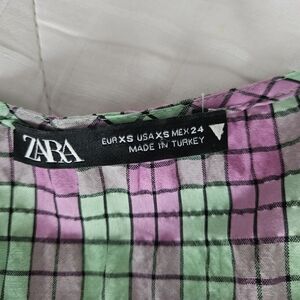 ZARA
EUR XS USA XS MEX 24
MADE IN TURKEY